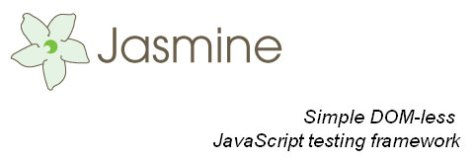 Jasmine
Simple DOM-less
JavaScript testing framework